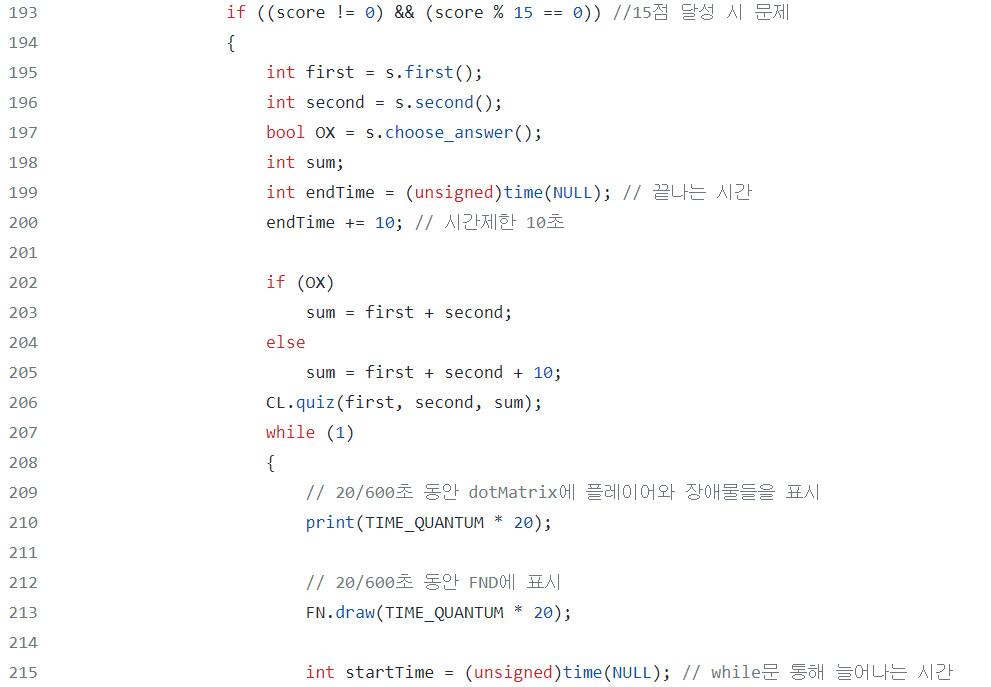 193 if ((score != 0) && (score % 15 == 0)) //15점 달성 시 문제
194 {
195 int first = s.first();
196 int second = s.second();
197 bool OX = s.choose_answer();
198 int sum;
199 int endTime = (unsigned)time(NULL); // 끝나는 시간
200 endTime += 10; // 시간제한 10초
201
202 if (OX)
203 sum = first + second;
204 else
205 sum = first + second + 10;
206 CL.quiz(first, second, sum);
207 while (1)
208 {
209 // 20/600초 동안 dotMatrix에 플레이어와 장애물들을 표시
210 print(TIME_QUANTUM * 20);
211
212 // 20/600초 동안 FND에 표시
213 FN.draw(TIME_QUANTUM * 20);
214
215 int startTime = (unsigned)time(NULL); // while문 통해 늘어나는 시간